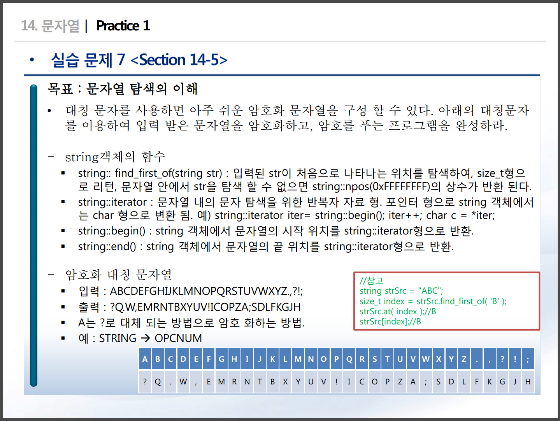 14. 문자열 | Practice 1
• 실습 문제 7 <Section 14-5>
목표 : 문자열 탐색의 이해
▪ 대칭 문자를 사용하면 아주 쉬운 암호화 문자열을 구성 할 수 있다. 아래의 대칭문자
를 이용하여 입력 받은 문자열을 암호화하고, 암호를 푸는 프로그램을 완성하라.
– string객체의 함수
▪ string:: find_first_of(string str) : 입력된 str이 처음으로 나타나는 위치를 탐색하여, size_t형으
로 리턴, 문자열 안에서 str을 탐색 할 수 없으면 string::npos(0xFFFFFFFF)의 상수가 반환 된다.
▪ string::iterator : 문자열 내의 문자 탐색을 위한 반복자 자료 형. 포인터 형으로 string 객체에서
는 char 형으로 변환 됨. 예) string::iterator iter= string::begin(); iter++; char c = *iter;
▪ string::begin() : string 객체에서 문자열의 시작 위치를 string::iterator형으로 반환.
▪ string::end() : string 객체에서 문자열의 끝 위치를 string::iterator형으로 반환.
– 암호화 대칭 문자열
▪ 입력 : ABCDEFGHIJKLMNOPQRSTUVWXYZ.,?!;
▪ 출력 : ?Q.W,EMRNTBXYUV!ICOPZA;SDLFKGJH
▪ A는 ?로 대체 되는 방법으로 암호 화하는 방법.
▪ 예 : STRING → OPCNUM
//참고
string strSrc = "ABC";
size_t index = strSrc.find_first_of( 'B' );
strSrc.at( index );//B
strSrc[index];//B
A B C D E F G H I J K L M N O P Q R S T U V W X Y Z . , ? ! ;
? Q . W , E M R N T B X Y U V ! I C O P Z A ; S D L F K G J H